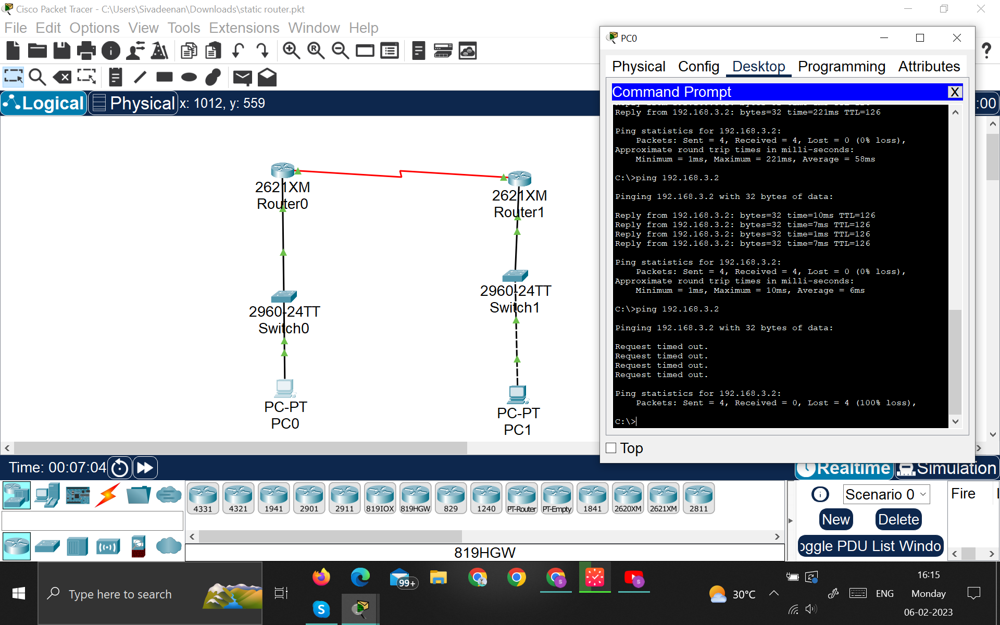 Cisco Packet Tracer - C:\Users\Sivadeenan\Downloads\static router.pkt
File Edit Options View Tools Extensions Window Help
Logical Physical x: 1012, y: 559
:00
2621XM
Router0
2621XM
Router1
2960-24TT
Switch1
2960-24TT
Switch0
PC-PT
PC0
PC-PT
PC1
PC0
Physical Config Desktop Programming Attributes
Command Prompt X
Reply from 192.168.3.2: bytes=32 time=221ms TTL=126
Ping statistics for 192.168.3.2:
Packets: Sent = 4, Received = 4, Lost = 0 (0% loss),
Approximate round trip times in milli-seconds:
Minimum = 1ms, Maximum = 221ms, Average = 58ms
C:\>ping 192.168.3.2
Pinging 192.168.3.2 with 32 bytes of data:
Reply from 192.168.3.2: bytes=32 time=10ms TTL=126
Reply from 192.168.3.2: bytes=32 time=7ms TTL=126
Reply from 192.168.3.2: bytes=32 time=1ms TTL=126
Reply from 192.168.3.2: bytes=32 time=7ms TTL=126
Ping statistics for 192.168.3.2:
Packets: Sent = 4, Received = 4, Lost = 0 (0% loss),
Approximate round trip times in milli-seconds:
Minimum = 1ms, Maximum = 10ms, Average = 6ms
C:\>ping 192.168.3.2
Pinging 192.168.3.2 with 32 bytes of data:
Request timed out.
Request timed out.
Request timed out.
Request timed out.
Ping statistics for 192.168.3.2:
Packets: Sent = 4, Received = 0, Lost = 4 (100% loss),
C:\>
Top
Time: 00:07:04
Realtime Simulation
4331 4321 1941 2901 2911 819IOX 819HGW 829 1240 PT-Router PT-Empty 1841 2620XM 2621XM 2811
819HGW
Scenario 0
Fire
New Delete
oggle PDU List Windo
Type here to search
99+
30°C
ENG
16:15
Monday
06-02-2023